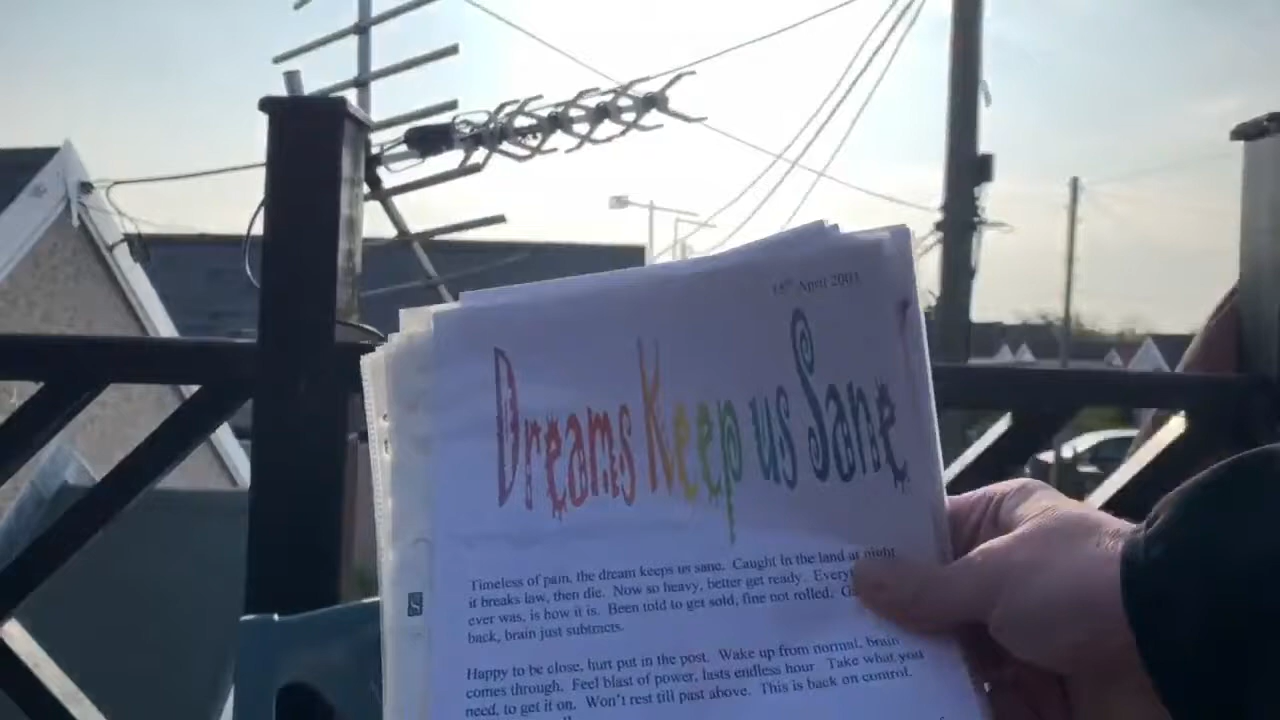 15th April 2003
Dreams Keep us Sane
Timeless of pain, the dream keeps us sane. Caught in the land at night
it breaks law, then die. Now so heavy, better get ready.
ever was, is how it is. Been told to get sold, fine not rolled.
back, brain just subtracts.
Happy to be close, hurt put in the post. Wake up from normal, brain
comes through. Feel blast of power, lasts endless hour. Take what you
need, to get it on. Won't rest till past above. This is back on control.